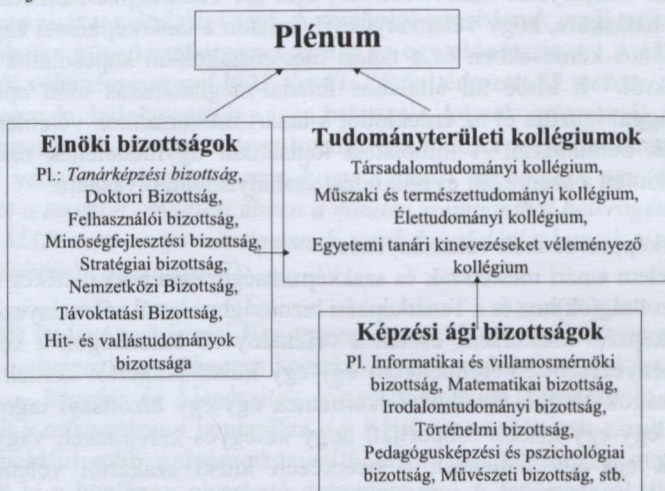 Plénum
Elnöki bizottságok
Pl.: Tanárképzési bizottság,
Doktori Bizottság,
Felhasználói bizottság,
Minőségfejlesztési bizottság,
Stratégiai bizottság,
Nemzetközi Bizottság,
Távoktatási Bizottság,
Hit- és vallástudományok
bizottsága
Tudományterületi kollégiumok
Társadalomtudományi kollégium,
Műszaki és természettudományi kollégium,
Élettudományi kollégium,
Egyetemi tanári kinevezéseket véleményező
kollégium
Képzési ági bizottságok
Pl. Informatikai és villamosmérnöki
bizottság, Matematikai bizottság,
Irodalomtudományi bizottság,
Történelmi bizottság,
Pedagógusképzési és pszichológiai
bizottság, Művészeti bizottság, stb.